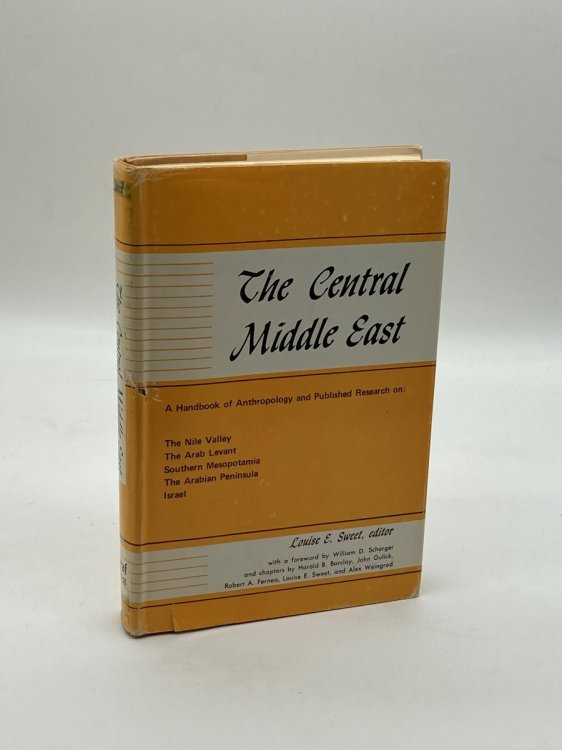 The Central
Middle East
A Handbook of Anthropology and Published Research on:
The Nile Valley
The Arab Levant
Southern Mesopotamia
The Arabian Peninsula
Israel
Louise E. Sweet, editor
with a foreword by William D. Schorger
and chapters by Harold B. Barclay, John Gulick,
Robert A. Fernea, Louise E. Sweet, and Alex Weingrod
The Central Middle East